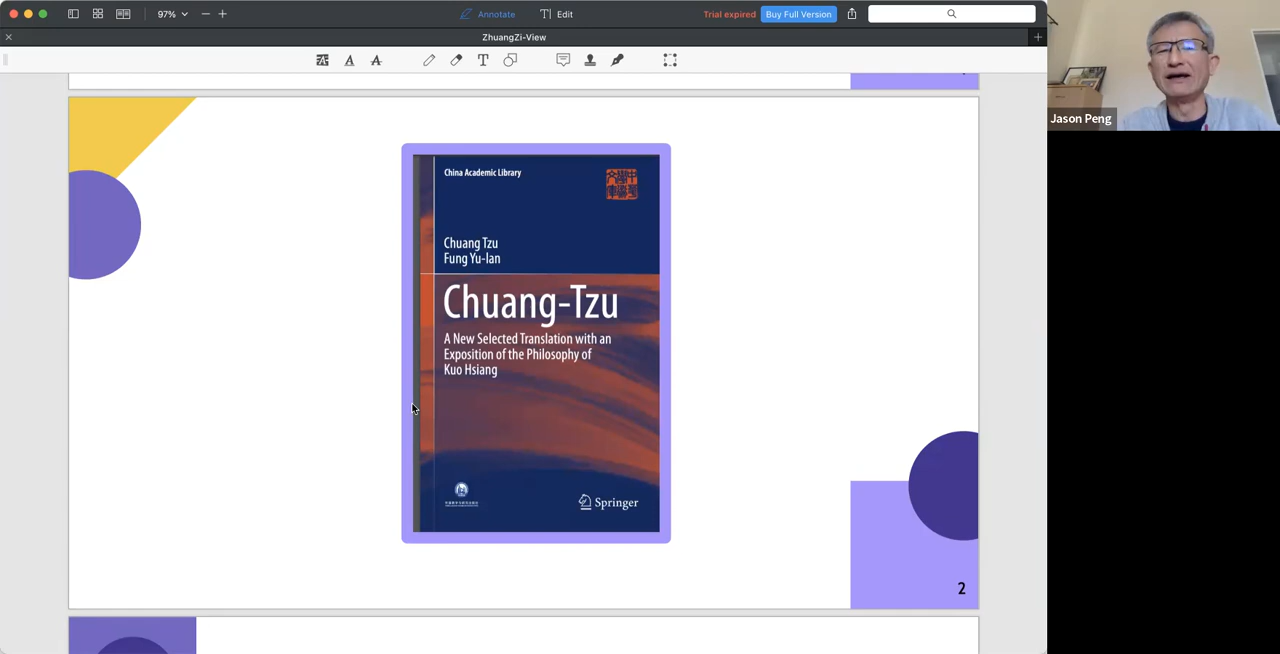 97%
Annotate
Edit
Trial expired
Buy Full Version
ZhuangZi-View
Jason Peng
China Academic Library
Chuang Tzu
Fung Yu-lan
Chuang-Tzu
A New Selected Translation with an
Exposition of the Philosophy of
Kuo Hsiang
Springer
2